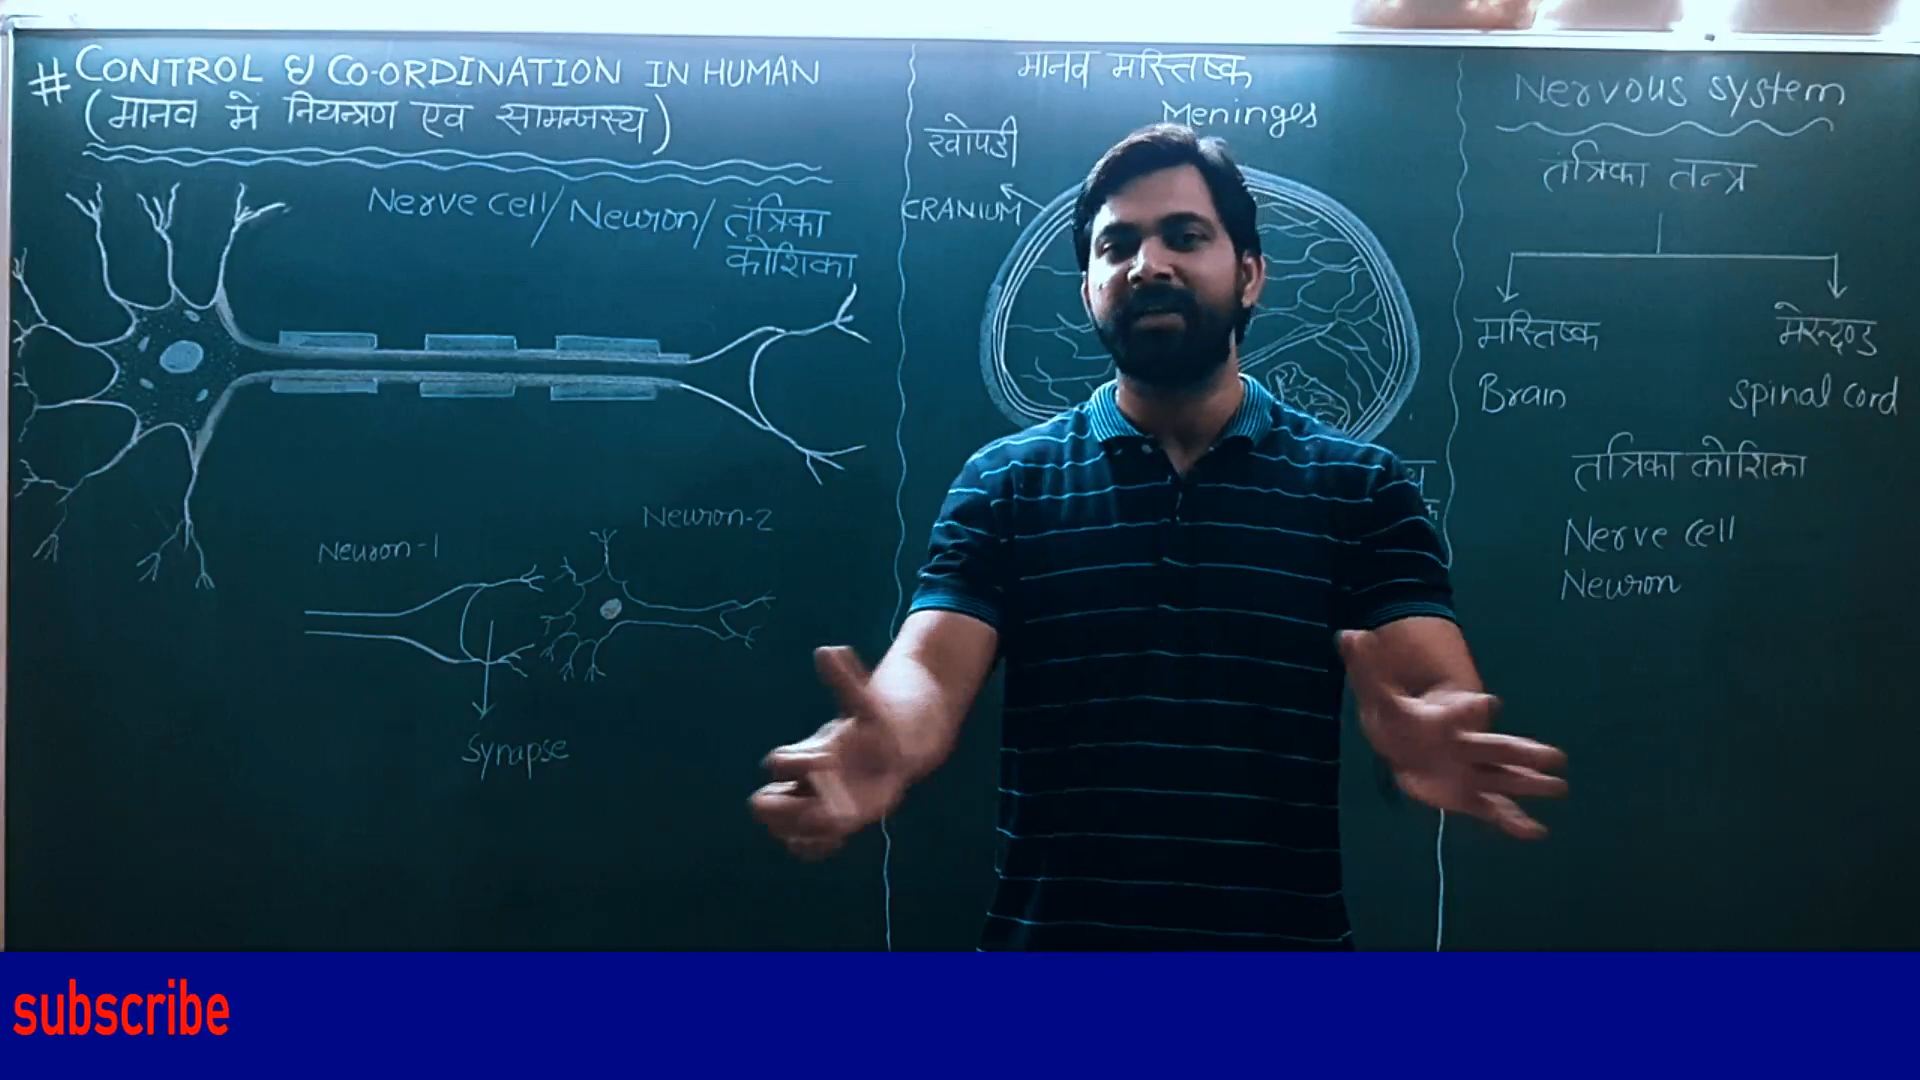 # CONTROL & CO-ORDINATION IN HUMAN
(मानव में नियन्त्रण एवं सामन्जस्य)
Nerve cell/Neuron/तंत्रिका
कोशिका
Neuron-1
Neuron-2
Synapse
मानव मस्तिष्क
Meninges
खोपडी
CRANIUM
Nervous system
तंत्रिका तन्त्र
मस्तिष्क
Brain
मेरूदण्ड
Spinal cord
तत्रिका कोशिका
Nerve cell
Neuron
subscribe